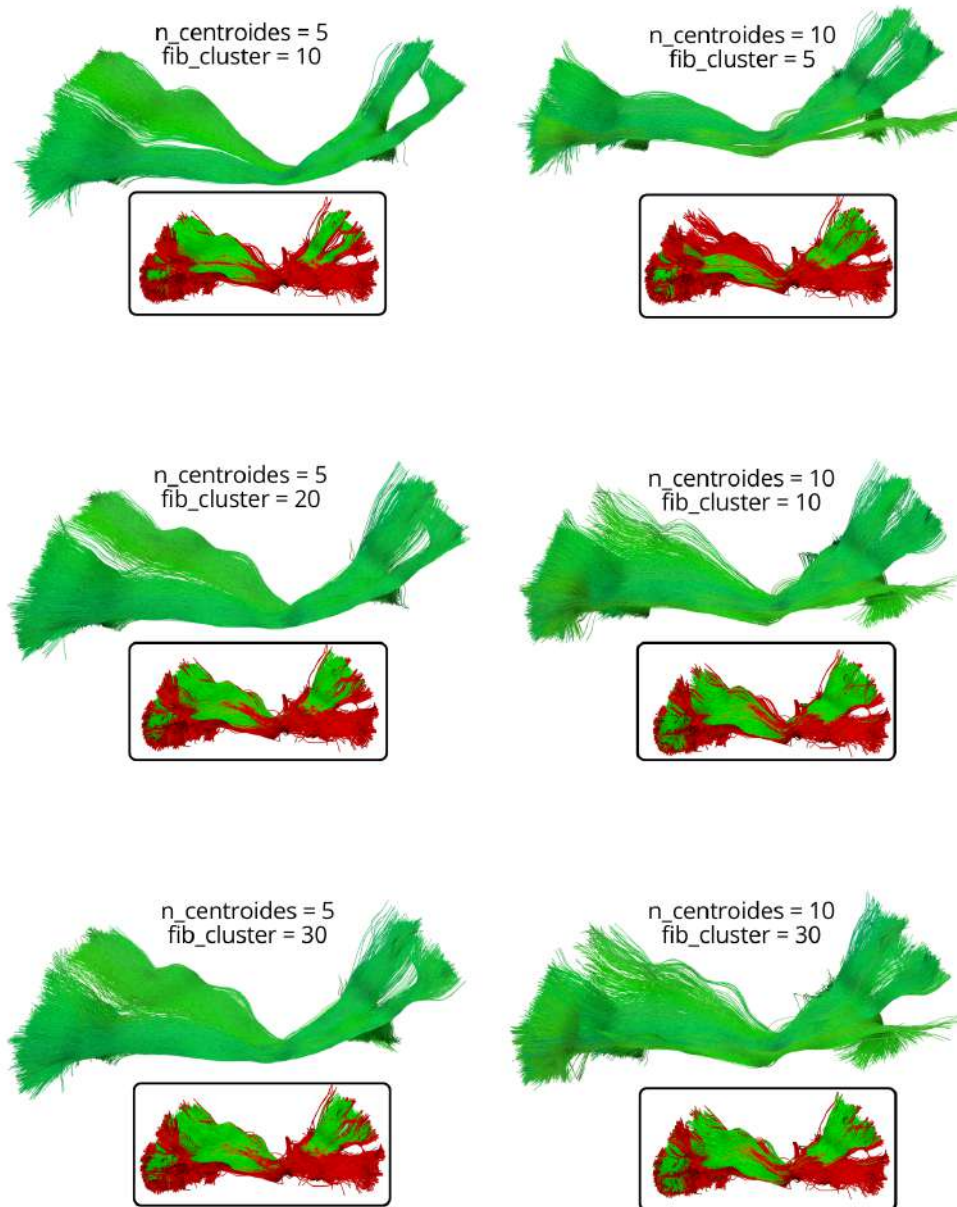 n_centroides = 5
fib_cluster = 10
n_centroides = 10
fib_cluster = 5
n_centroides = 5
fib_cluster = 20
n_centroides = 10
fib_cluster = 10
n_centroides = 5
fib_cluster = 30
n_centroides = 10
fib_cluster = 30